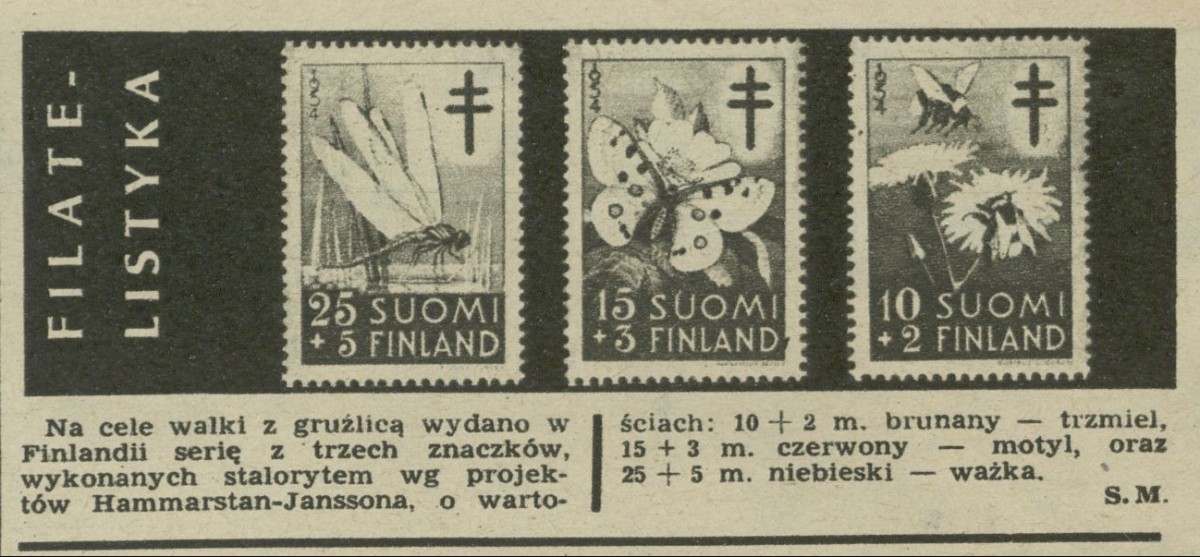 FILATE-
LISTYKA
1954
25 SUOMI
+ 5 FINLAND
1954
15 SUOMI
+ 3 FINLAND
1954
10 SUOMI
+ 2 FINLAND
Na cele walki z gruźlicą wydano w
Finlandii serię z trzech znaczków,
wykonanych stalorytem wg projek-
tów Hammarstan-Janssona, o warto-
ściach: 10 + 2 m. brunany — trzmiel,
15 + 3 m. czerwony — motyl, oraz
25 + 5 m. niebieski — ważka.
S. M.